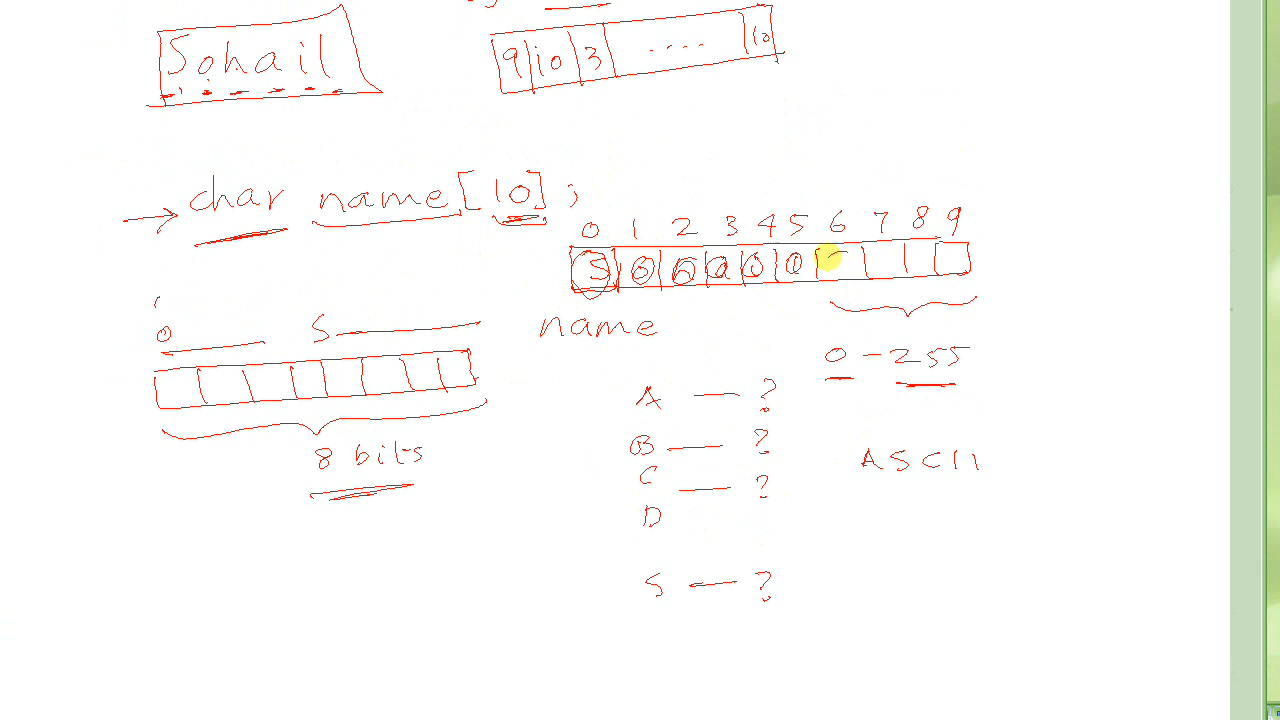 Sohail
9 10 3 .... 10
→ char name[10];
0 1 2 3 4 5 6 7 8 9
S
name
0 S
0 - 255
8 bits
A — ?
B — ?
C — ?
D
S — ?
ASCII